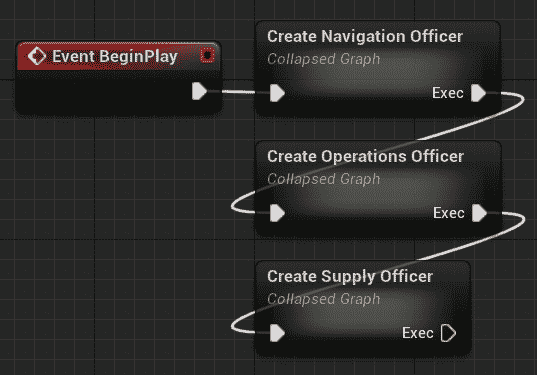 Event BeginPlay
Create Navigation Officer
Collapsed Graph
Exec
Create Operations Officer
Collapsed Graph
Exec
Create Supply Officer
Collapsed Graph
Exec